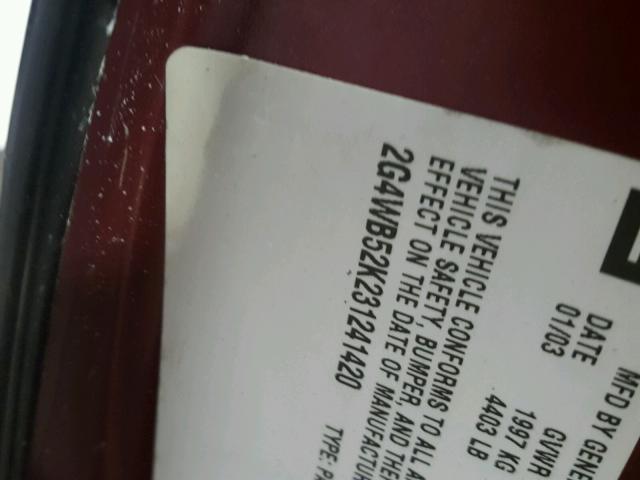 MFD BY GENE
DATE GVWR
01/03 1997 KG
4403 LB
THIS VEHICLE CONFORMS TO ALL A
VEHICLE SAFETY, BUMPER, AND THE
EFFECT ON THE DATE OF MANUFACTUR
2G4WB52K231241420 TYPE: PA